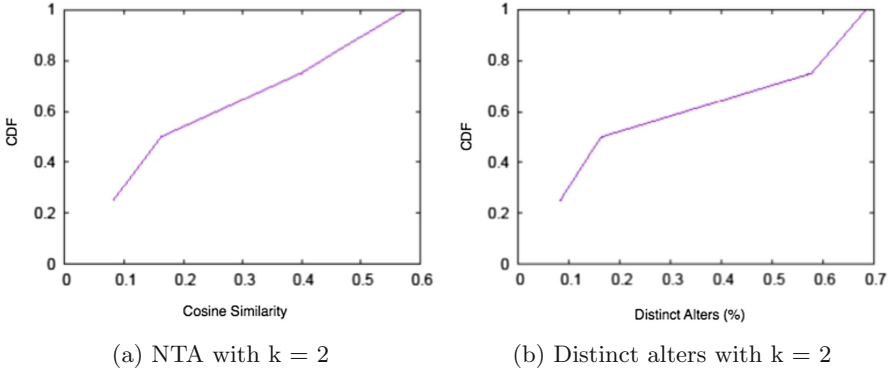 1
0.8
0.6
0.4
0.2
0
CDF
0 0.1 0.2 0.3 0.4 0.5 0.6
Cosine Similarity
(a) NTA with k = 2
1
0.8
0.6
0.4
0.2
0
CDF
0 0.1 0.2 0.3 0.4 0.5 0.6 0.7
Distinct Alters (%)
(b) Distinct alters with k = 2